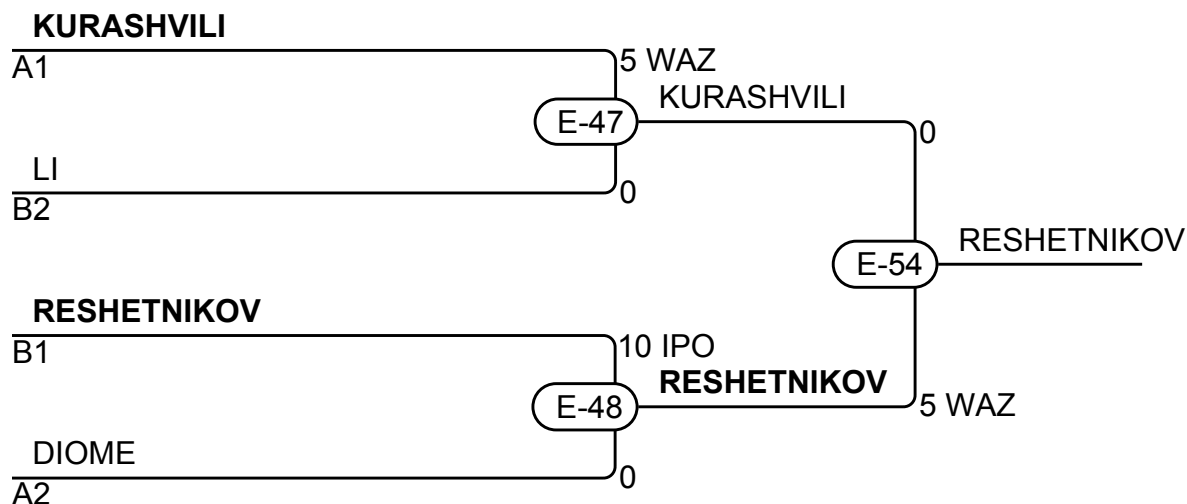 KURASHVILI
A1
5 WAZ
KURASHVILI
E-47
0
LI
B2
0
RESHETNIKOV
E-54
RESHETNIKOV
B1
10 IPO
RESHETNIKOV
E-48
5 WAZ
DIOME
A2
0